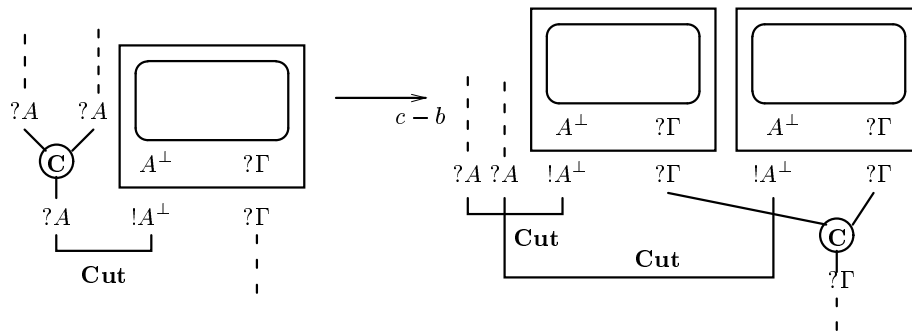 A^⊥ ?Γ A^⊥ ?Γ
c − b
?A ?A
C A^⊥ ?Γ
?A ?A !A^⊥ ?Γ !A^⊥ ?Γ
?A !A^⊥ ?Γ
Cut C
Cut Cut
?Γ